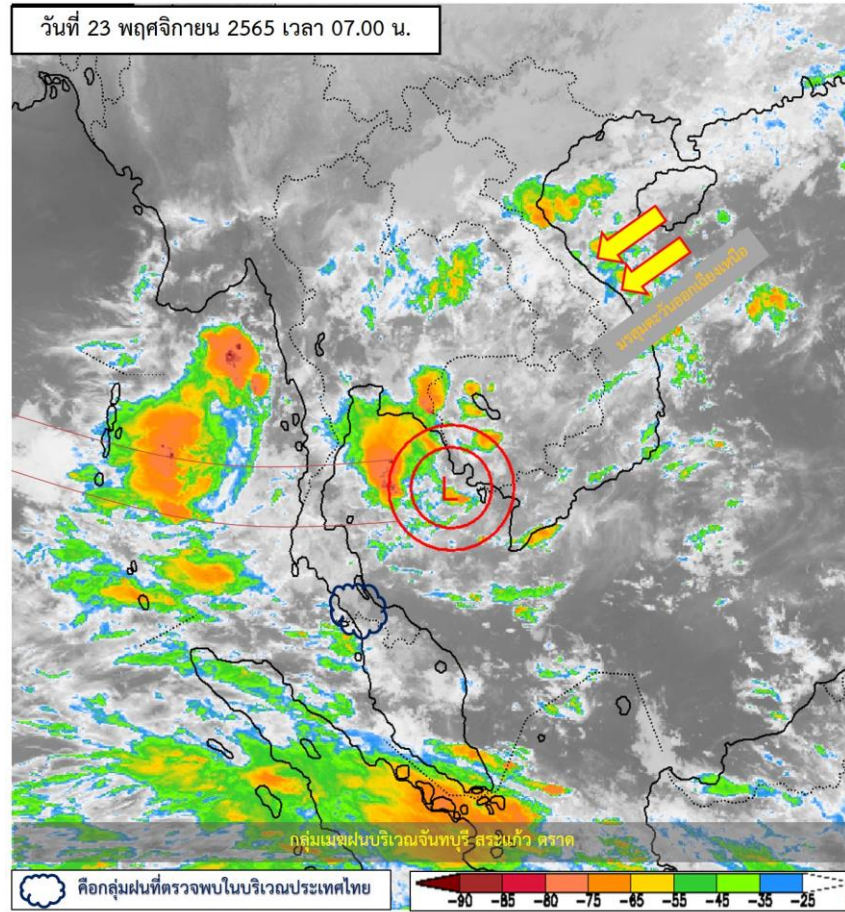 วันที่ 23 พฤศจิกายน 2565 เวลา 07.00 น.
มรสุมตะวันออกเฉียงเหนือ
L
กลุ่มเมฆฝนบริเวณจันทบุรี สระแก้ว ตราด
คือกลุ่มฝนที่ตรวจพบในบริเวณประเทศไทย
-90 -85 -80 -75 -65 -55 -45 -35 -25